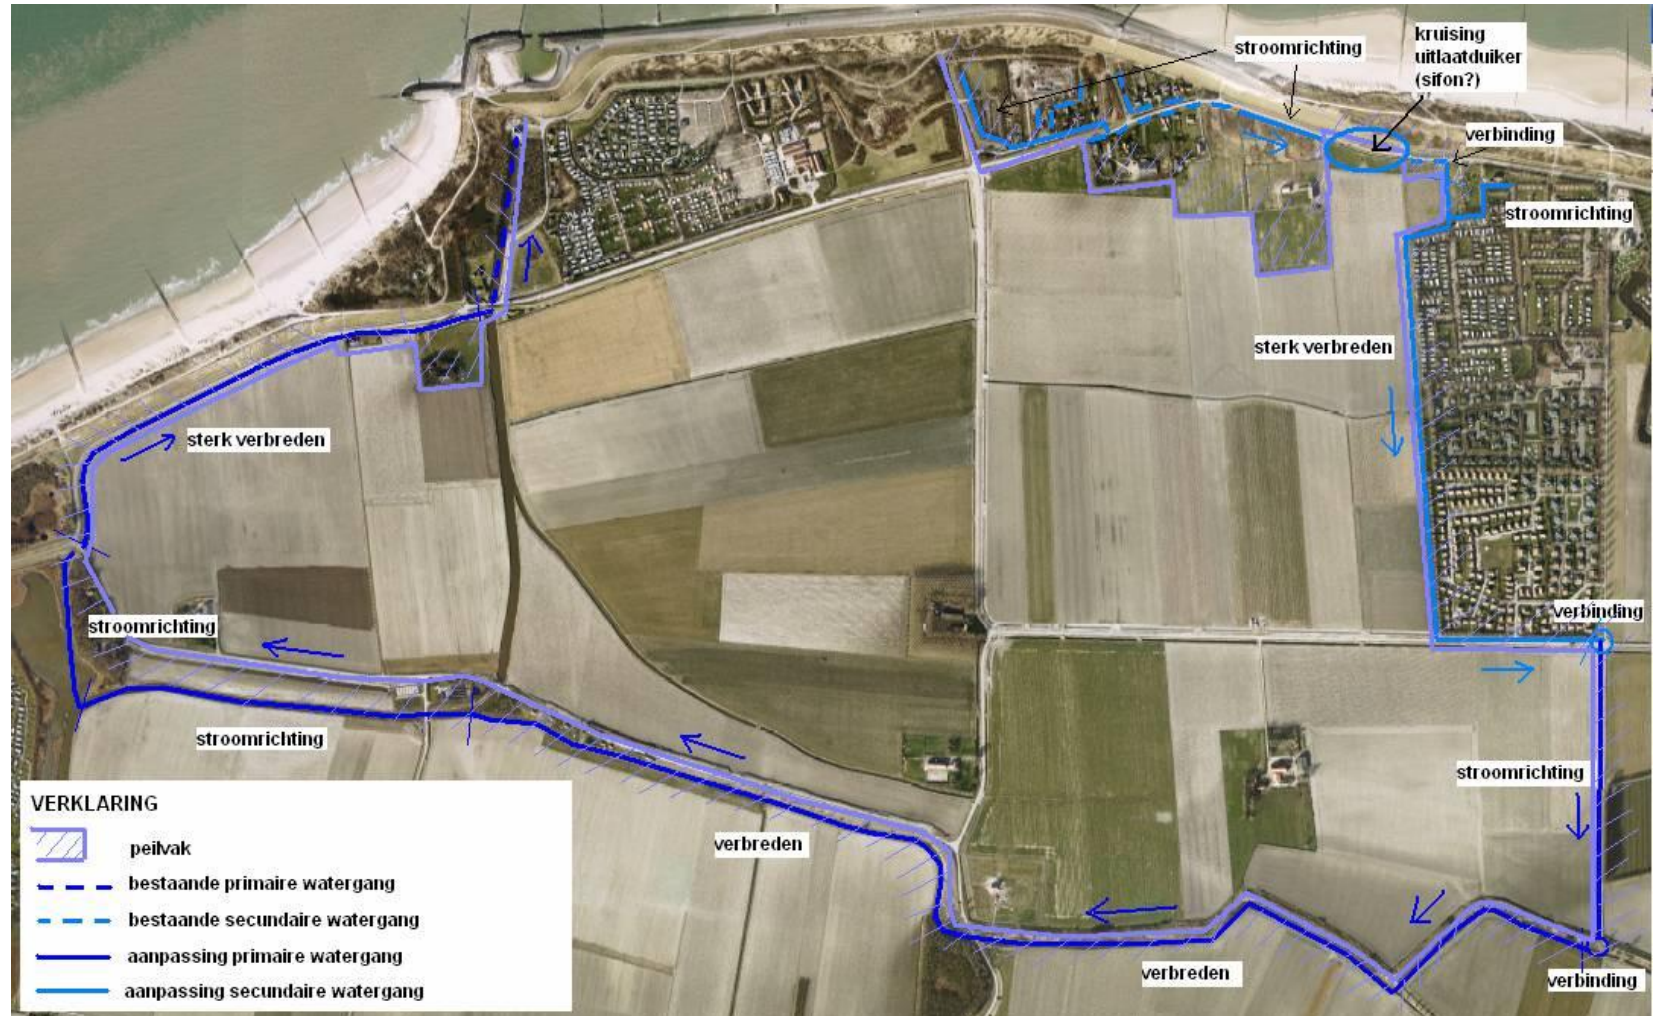 stroomrichting
kruising
uitlaatduiker
(sifon?)
verbinding
stroomrichting
sterk verbreden
sterk verbreden
verbinding
stroomrichting
stroomrichting
stroomrichting
verbreden
verbreden
verbinding
VERKLARING
peilvak
bestaande primaire watergang
bestaande secundaire watergang
aanpassing primaire watergang
aanpassing secundaire watergang